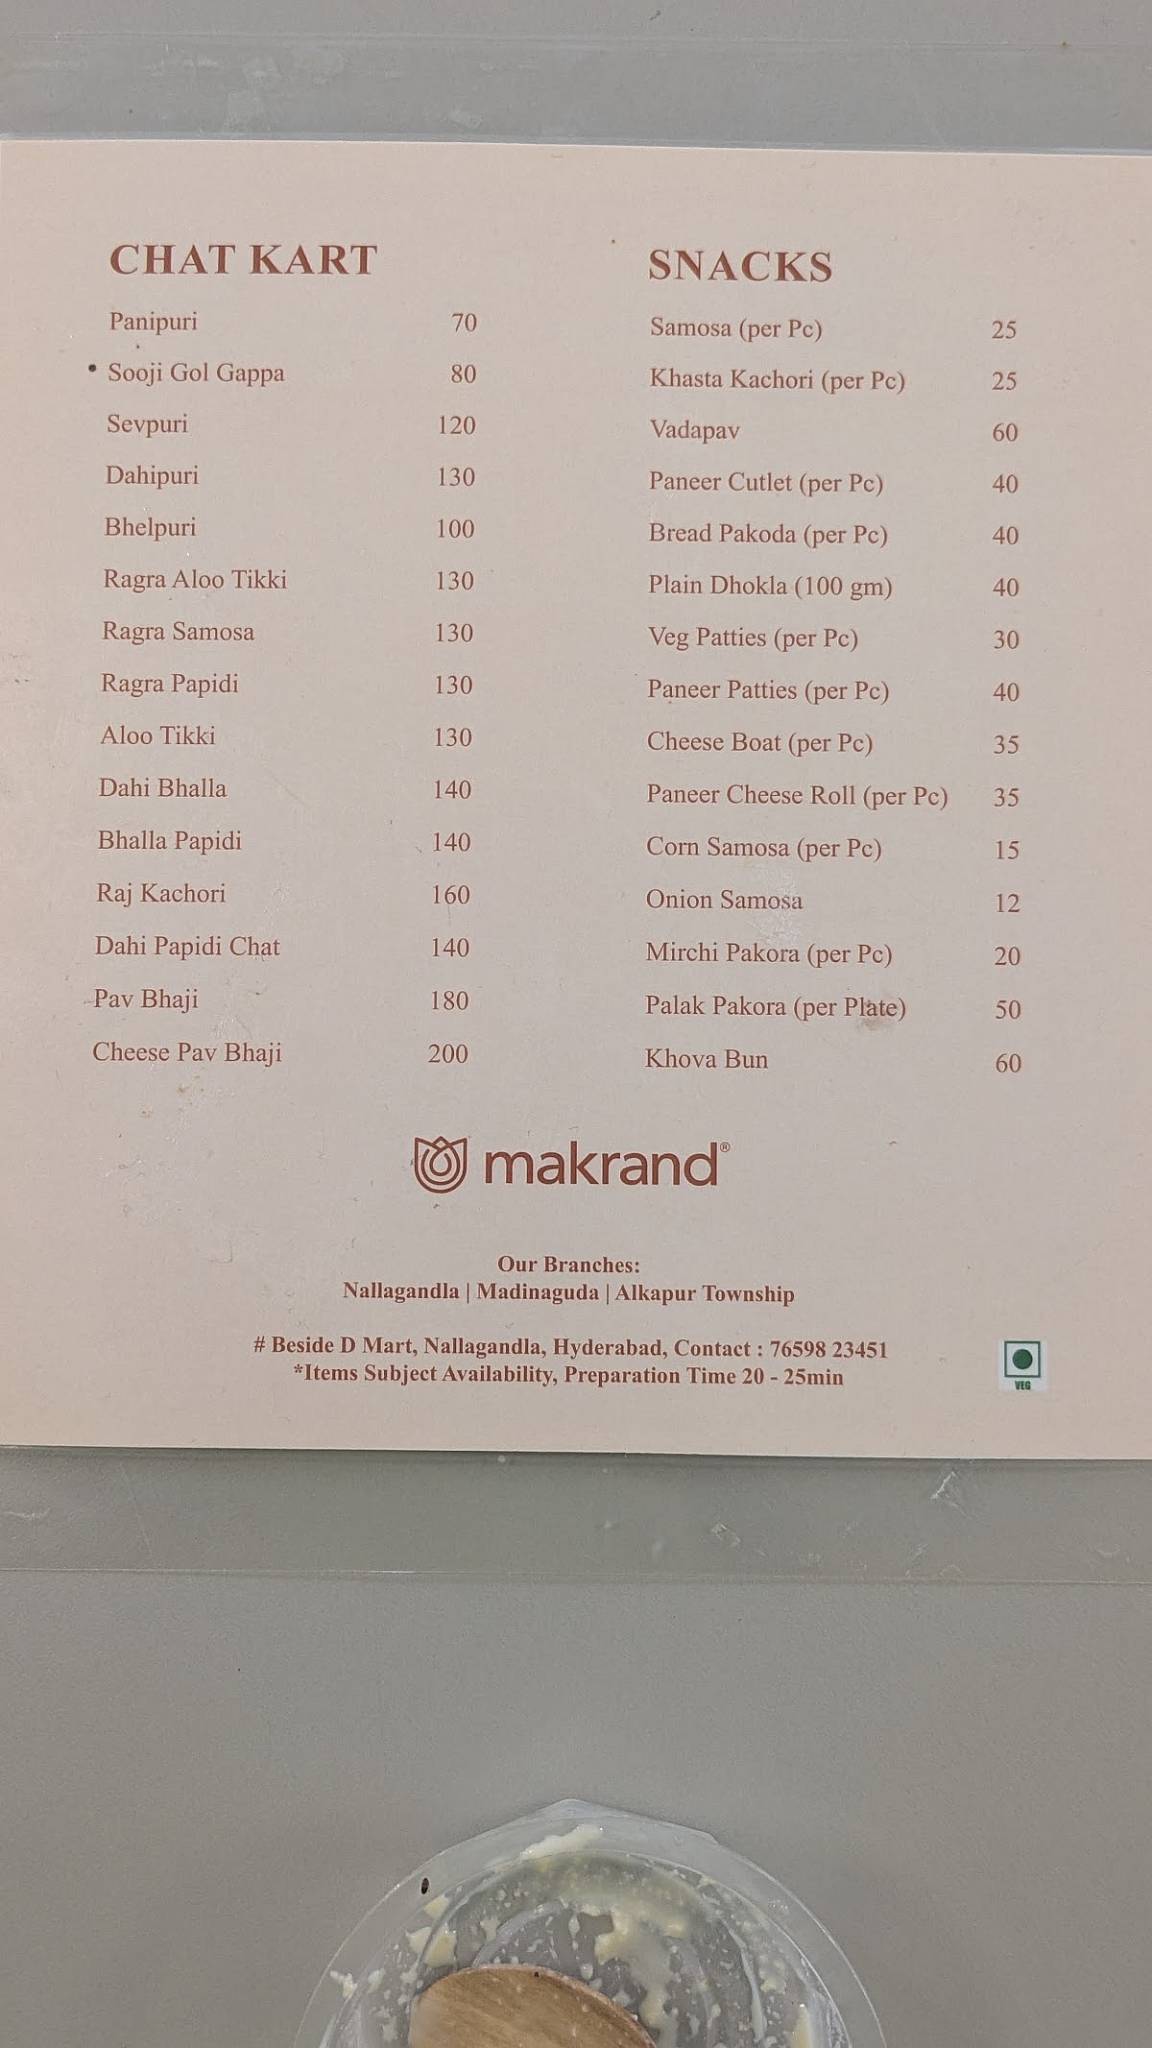 CHAT KART
Panipuri 70
Sooji Gol Gappa 80
Sevpuri 120
Dahipuri 130
Bhelpuri 100
Ragra Aloo Tikki 130
Ragra Samosa 130
Ragra Papidi 130
Aloo Tikki 130
Dahi Bhalla 140
Bhalla Papidi 140
Raj Kachori 160
Dahi Papidi Chat 140
Pav Bhaji 180
Cheese Pav Bhaji 200
SNACKS
Samosa (per Pc) 25
Khasta Kachori (per Pc) 25
Vadapav 60
Paneer Cutlet (per Pc) 40
Bread Pakoda (per Pc) 40
Plain Dhokla (100 gm) 40
Veg Patties (per Pc) 30
Paneer Patties (per Pc) 40
Cheese Boat (per Pc) 35
Paneer Cheese Roll (per Pc) 35
Corn Samosa (per Pc) 15
Onion Samosa 12
Mirchi Pakora (per Pc) 20
Palak Pakora (per Plate) 50
Khova Bun 60
makrand®
Our Branches:
Nallagandla | Madinaguda | Alkapur Township
# Beside D Mart, Nallagandla, Hyderabad, Contact : 76598 23451
*Items Subject Availability, Preparation Time 20 - 25min
VEG